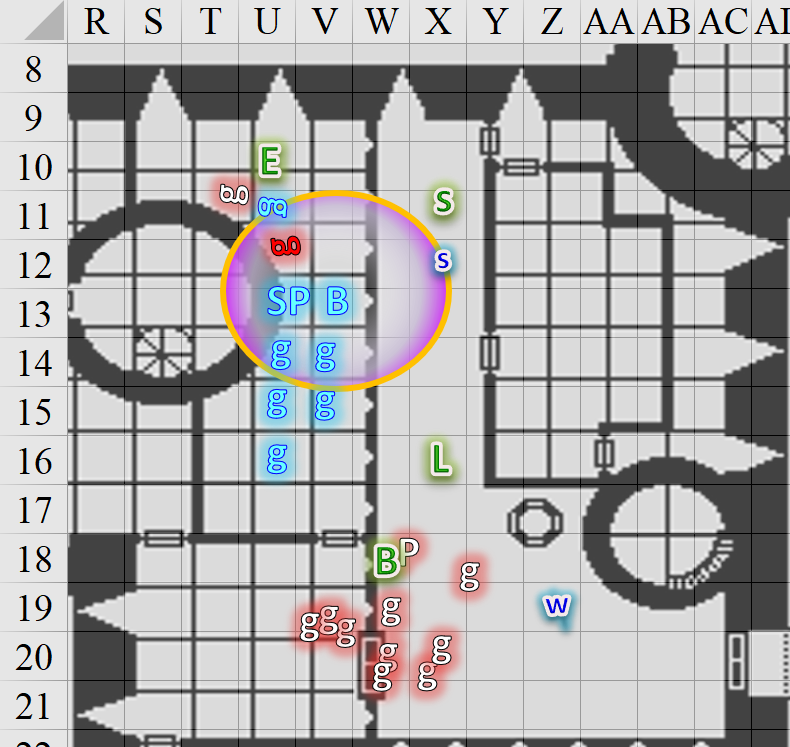 R S T U V W X Y Z AA AB AC
8
9
10 E
11 S
12 s
13 SP B
14 g g
15 g g
16 g L
17
18 B P g
19 g g g g w
20 g g g g
21